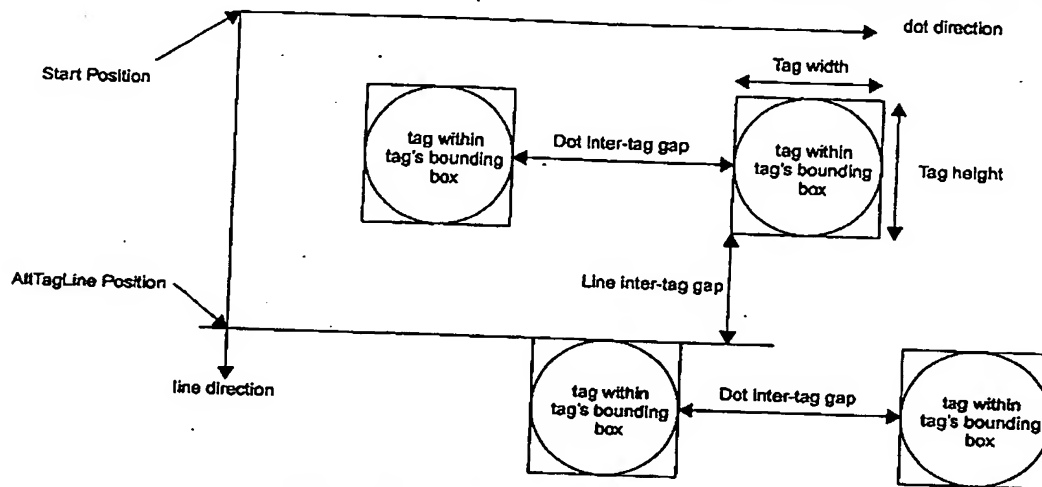 dot direction
Start Position
Tag width
tag within
tag's bounding
box
Dot Inter-tag gap
tag within
tag's bounding
box
Tag height
AltTagLine Position
Line inter-tag gap
line direction
tag within
tag's bounding
box
Dot Inter-tag gap
tag within
tag's bounding
box